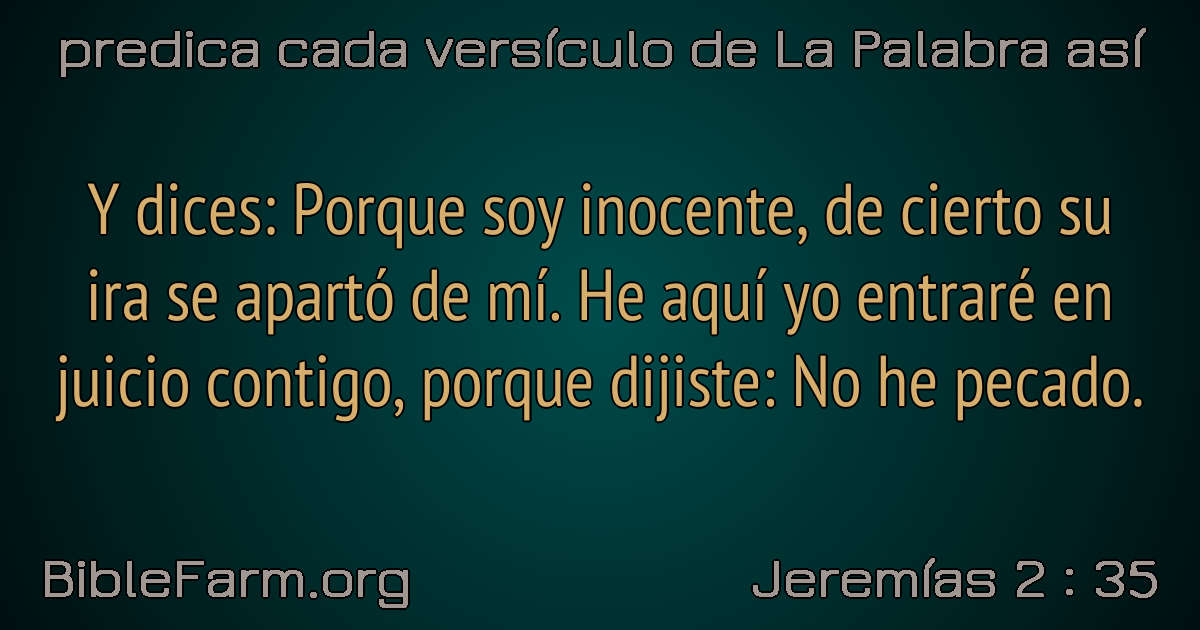 predica cada versículo de La Palabra así
Y dices: Porque soy inocente, de cierto su
ira se apartó de mí. He aquí yo entraré en
juicio contigo, porque dijiste: No he pecado.
BibleFarm.org
Jeremías 2 : 35